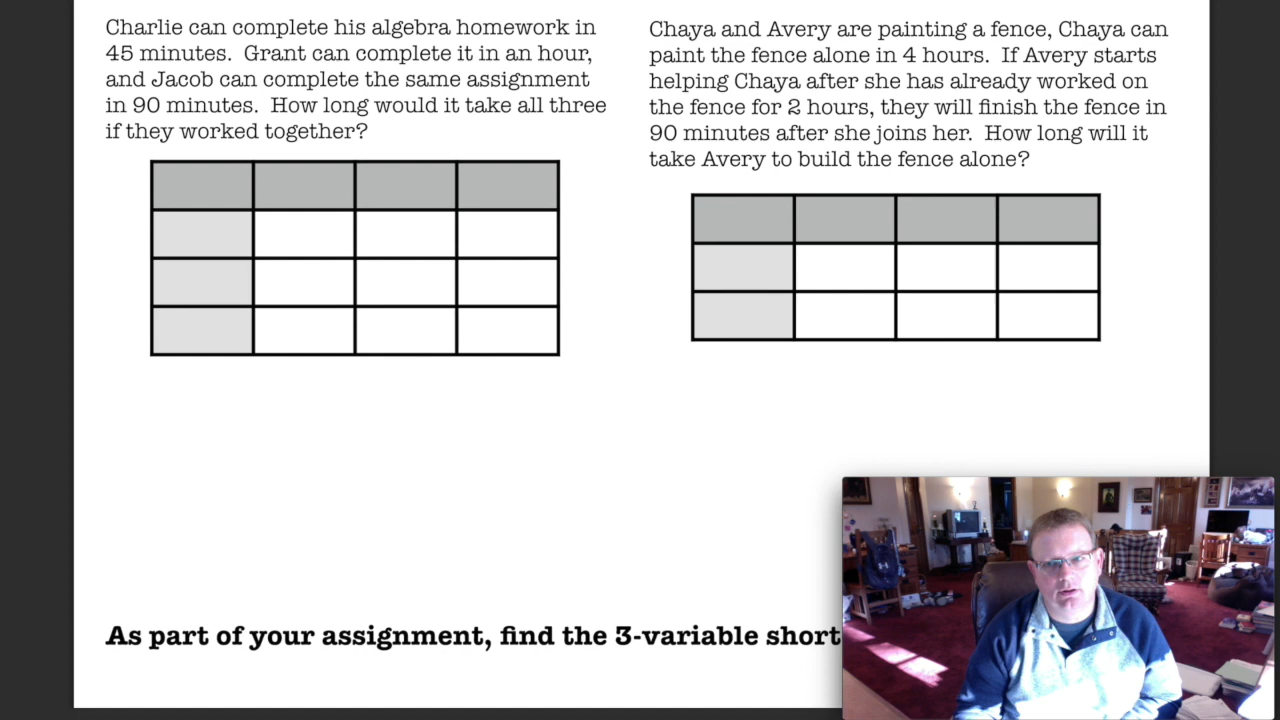 Charlie can complete his algebra homework in
45 minutes. Grant can complete it in an hour,
and Jacob can complete the same assignment
in 90 minutes. How long would it take all three
if they worked together?
Chaya and Avery are painting a fence, Chaya can
paint the fence alone in 4 hours. If Avery starts
helping Chaya after she has already worked on
the fence for 2 hours, they will finish the fence in
90 minutes after she joins her. How long will it
take Avery to build the fence alone?
As part of your assignment, find the 3-variable short